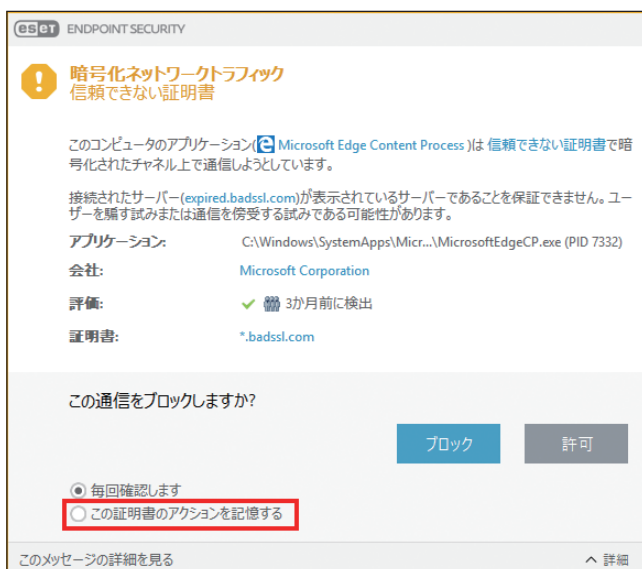 eset ENDPOINT SECURITY
暗号化ネットワークトラフィック
信頼できない証明書
このコンピュータのアプリケーション( Microsoft Edge Content Process )は 信頼できない証明書で暗
号化されたチャネル上で通信しようとしています。
接続されたサーバー(expired.badssl.com)が表示されているサーバーであることを保証できません。ユー
ザーを騙す試みまたは通信を傍受する試みである可能性があります。
アプリケーション: C:\Windows\SystemApps\Micr...\MicrosoftEdgeCP.exe (PID 7332)
会社: Microsoft Corporation
評価: 3か月前に検出
証明書: *.badssl.com
この通信をブロックしますか?
ブロック 許可
毎回確認します
この証明書のアクションを記憶する
このメッセージの詳細を見る 詳細